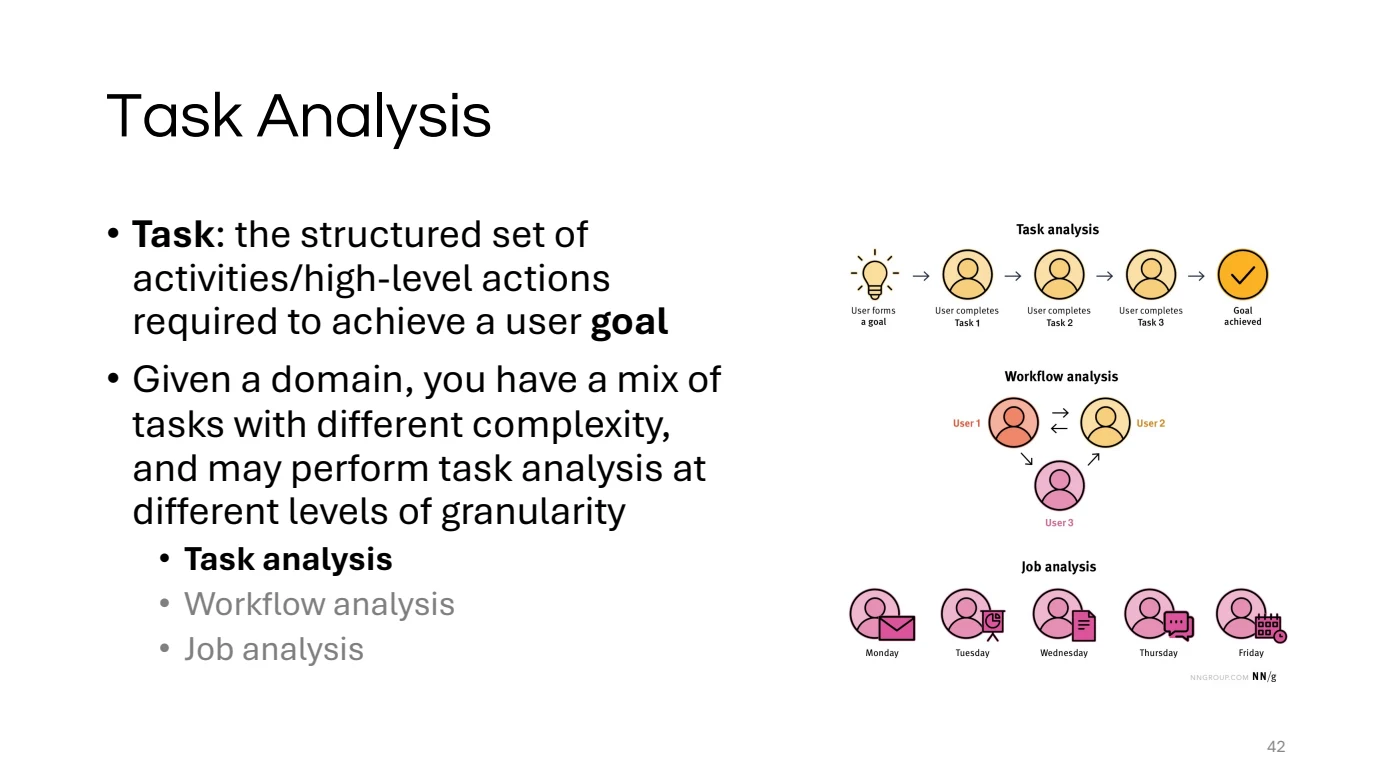 Task Analysis
• Task: the structured set of
activities/high-level actions
required to achieve a user goal
• Given a domain, you have a mix of
tasks with different complexity,
and may perform task analysis at
different levels of granularity
• Task analysis
• Workflow analysis
• Job analysis
Task analysis
User forms
a goal
User completes
Task 1
User completes
Task 2
User completes
Task 3
Goal
achieved
Workflow analysis
User 1
User 2
User 3
Job analysis
Monday
Tuesday
Wednesday
Thursday
Friday
NNGROUP.COM NN/g
42